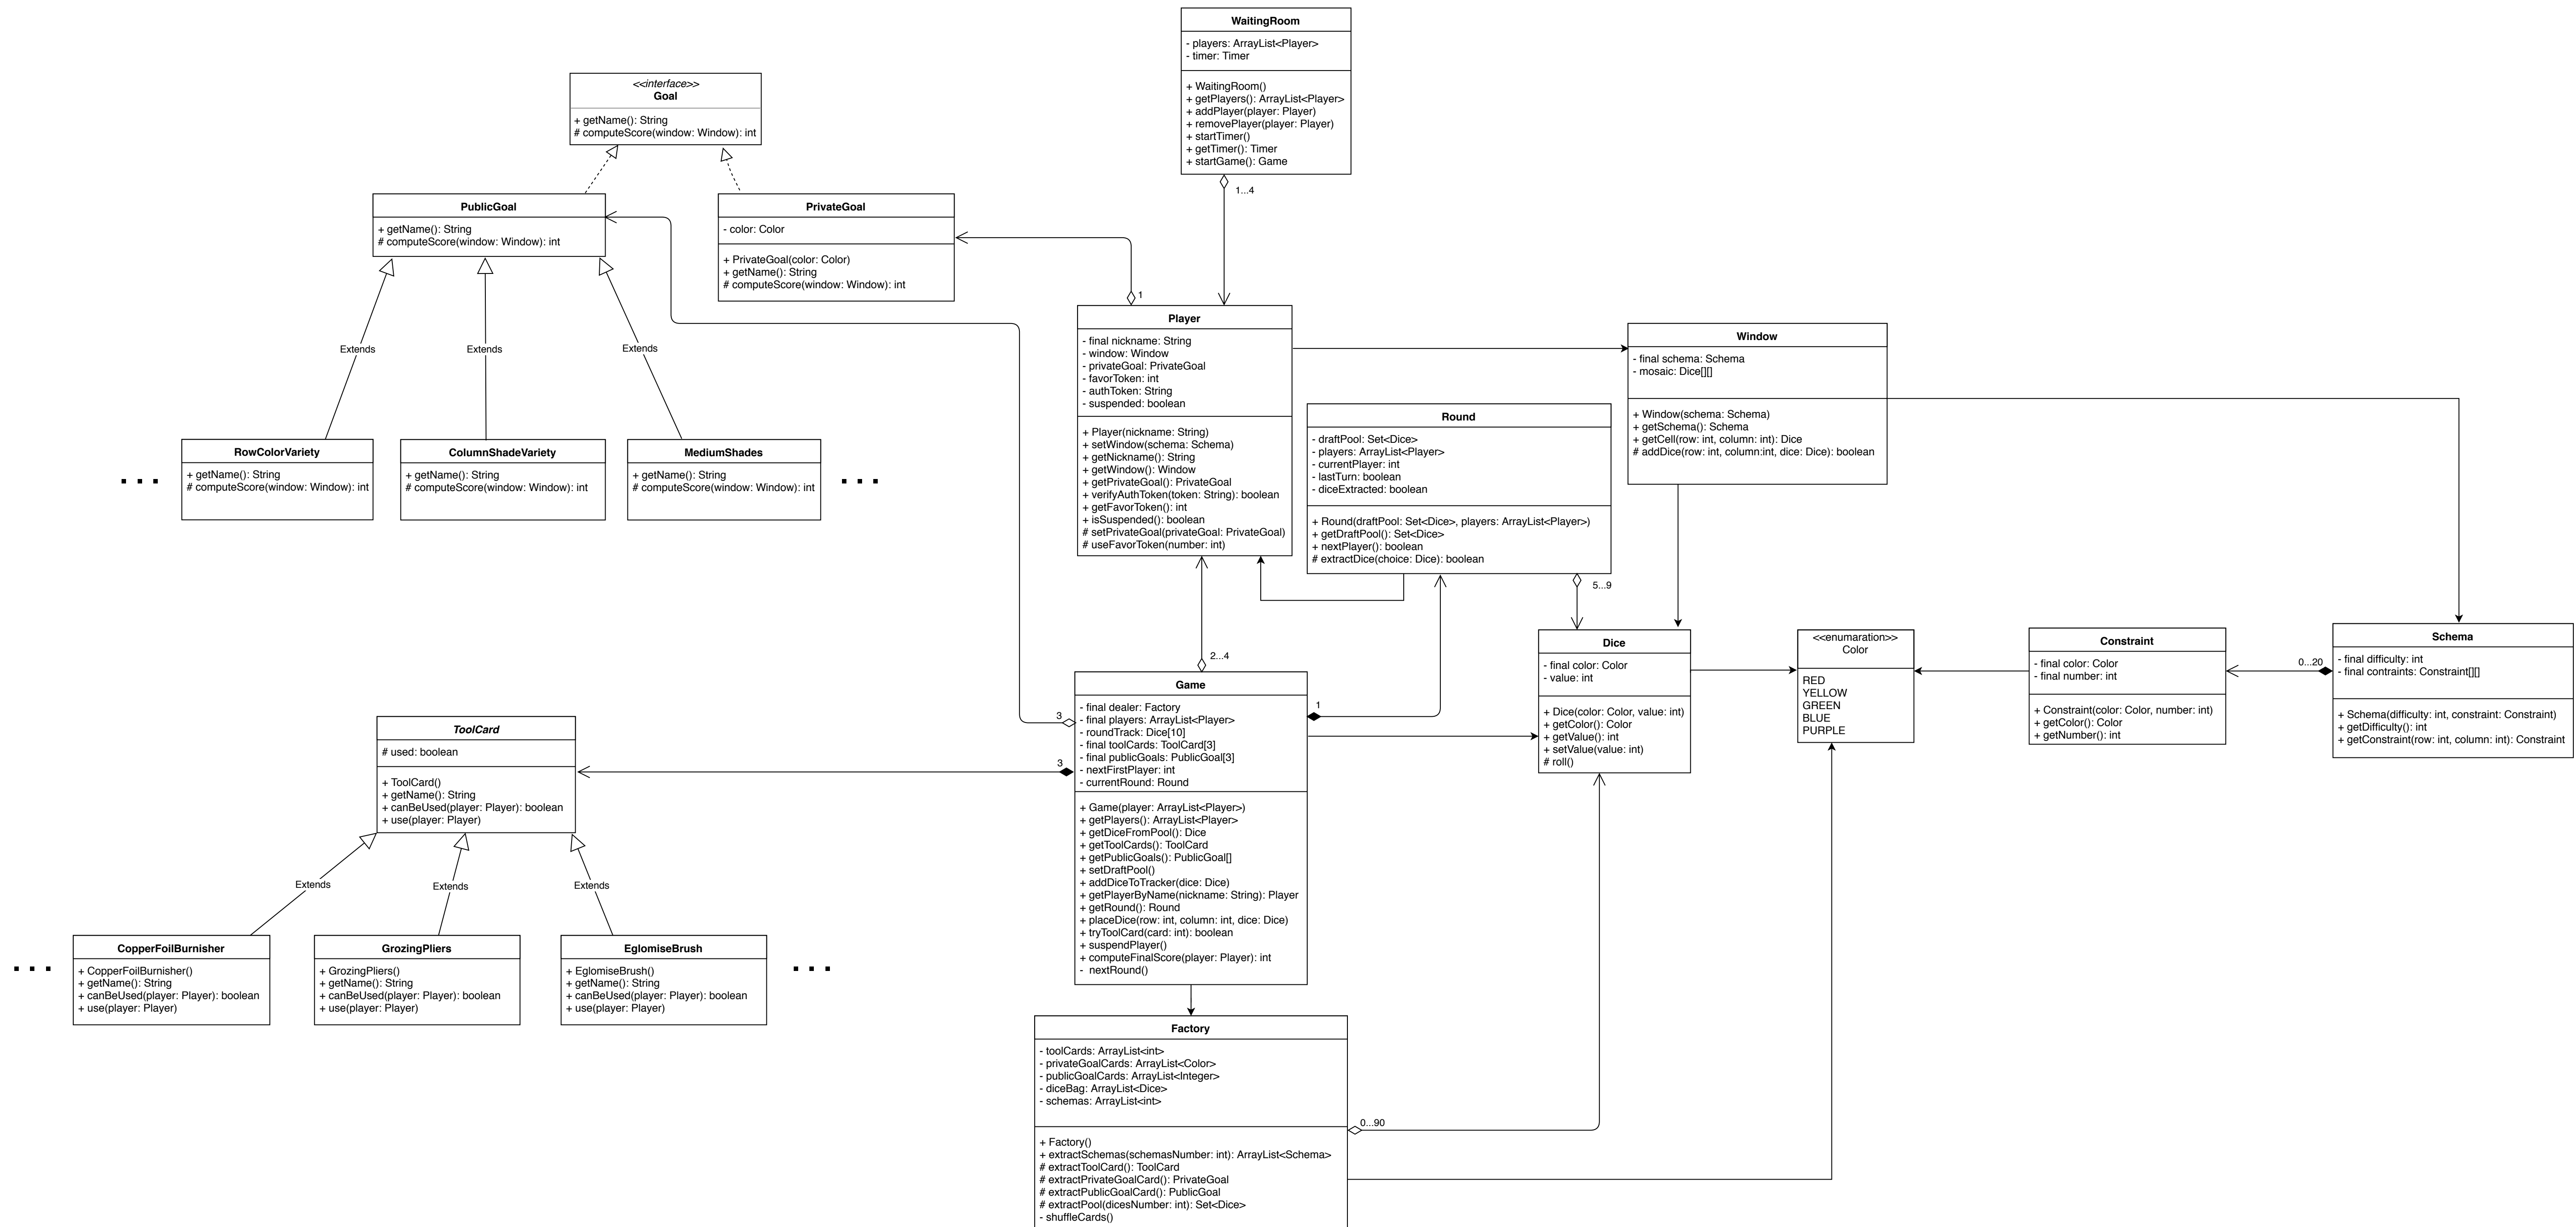 WaitingRoom
- players: ArrayList<Player>
- timer: Timer
+ WaitingRoom()
+ getPlayers(): ArrayList<Player>
+ addPlayer(player: Player)
+ removePlayer(player: Player)
+ startTimer()
+ getTimer(): Timer
+ startGame(): Game
1...4
<<interface>>
Goal
+ getName(): String
# computeScore(window: Window): int
PublicGoal
+ getName(): String
# computeScore(window: Window): int
PrivateGoal
- color: Color
+ PrivateGoal(color: Color)
+ getName(): String
# computeScore(window: Window): int
1
Extends
Extends
Extends
RowColorVariety
+ getName(): String
# computeScore(window: Window): int
ColumnShadeVariety
+ getName(): String
# computeScore(window: Window): int
MediumShades
+ getName(): String
# computeScore(window: Window): int
. . .
. . .
Player
- final nickname: String
- window: Window
- privateGoal: PrivateGoal
- favorToken: int
- authToken: String
- suspended: boolean
+ Player(nickname: String)
+ setWindow(schema: Schema)
+ getNickname(): String
+ getWindow(): Window
+ getPrivateGoal(): PrivateGoal
+ verifyAuthToken(token: String): boolean
+ getFavorToken(): int
+ isSuspended(): boolean
# setPrivateGoal(privateGoal: PrivateGoal)
# useFavorToken(number: int)
Round
- draftPool: Set<Dice>
- players: ArrayList<Player>
- currentPlayer: int
- lastTurn: boolean
- diceExtracted: boolean
+ Round(draftPool: Set<Dice>, players: ArrayList<Player>)
+ getDraftPool(): Set<Dice>
+ nextPlayer(): boolean
# extractDice(choice: Dice): boolean
5...9
Window
- final schema: Schema
- mosaic: Dice[][]
+ Window(schema: Schema)
+ getSchema(): Schema
+ getCell(row: int, column: int): Dice
# addDice(row: int, column:int, dice: Dice): boolean
Dice
- final color: Color
- value: int
+ Dice(color: Color, value: int)
+ getColor(): Color
+ getValue(): int
+ setValue(value: int)
# roll()
<<enumaration>>
Color
RED
YELLOW
GREEN
BLUE
PURPLE
Constraint
- final color: Color
- final number: int
+ Constraint(color: Color, number: int)
+ getColor(): Color
+ getNumber(): int
0...20
Schema
- final difficulty: int
- final contraints: Constraint[][]
+ Schema(difficulty: int, constraint: Constraint)
+ getDifficulty(): int
+ getConstraint(row: int, column: int): Constraint
2...4
3
3
1
Game
- final dealer: Factory
- final players: ArrayList<Player>
- roundTrack: Dice[10]
- final toolCards: ToolCard[3]
- final publicGoals: PublicGoal[3]
- nextFirstPlayer: int
- currentRound: Round
+ Game(player: ArrayList<Player>)
+ getPlayers(): ArrayList<Player>
+ getDiceFromPool(): Dice
+ getToolCards(): ToolCard
+ getPublicGoals(): PublicGoal[]
+ setDraftPool()
+ addDiceToTracker(dice: Dice)
+ getPlayerByName(nickname: String): Player
+ getRound(): Round
+ placeDice(row: int, column: int, dice: Dice)
+ tryToolCard(card: int): boolean
+ suspendPlayer()
+ computeFinalScore(player: Player): int
- nextRound()
ToolCard
# used: boolean
+ ToolCard()
+ getName(): String
+ canBeUsed(player: Player): boolean
+ use(player: Player)
Extends
Extends
Extends
CopperFoilBurnisher
+ CopperFoilBurnisher()
+ getName(): String
+ canBeUsed(player: Player): boolean
+ use(player: Player)
GrozingPliers
+ GrozingPliers()
+ getName(): String
+ canBeUsed(player: Player): boolean
+ use(player: Player)
EglomiseBrush
+ EglomiseBrush()
+ getName(): String
+ canBeUsed(player: Player): boolean
+ use(player: Player)
. . .
. . .
Factory
- toolCards: ArrayList<int>
- privateGoalCards: ArrayList<Color>
- publicGoalCards: ArrayList<Integer>
- diceBag: ArrayList<Dice>
- schemas: ArrayList<int>
+ Factory()
+ extractSchemas(schemasNumber: int): ArrayList<Schema>
# extractToolCard(): ToolCard
# extractPrivateGoalCard(): PrivateGoal
# extractPublicGoalCard(): PublicGoal
# extractPool(dicesNumber: int): Set<Dice>
- shuffleCards()
0...90